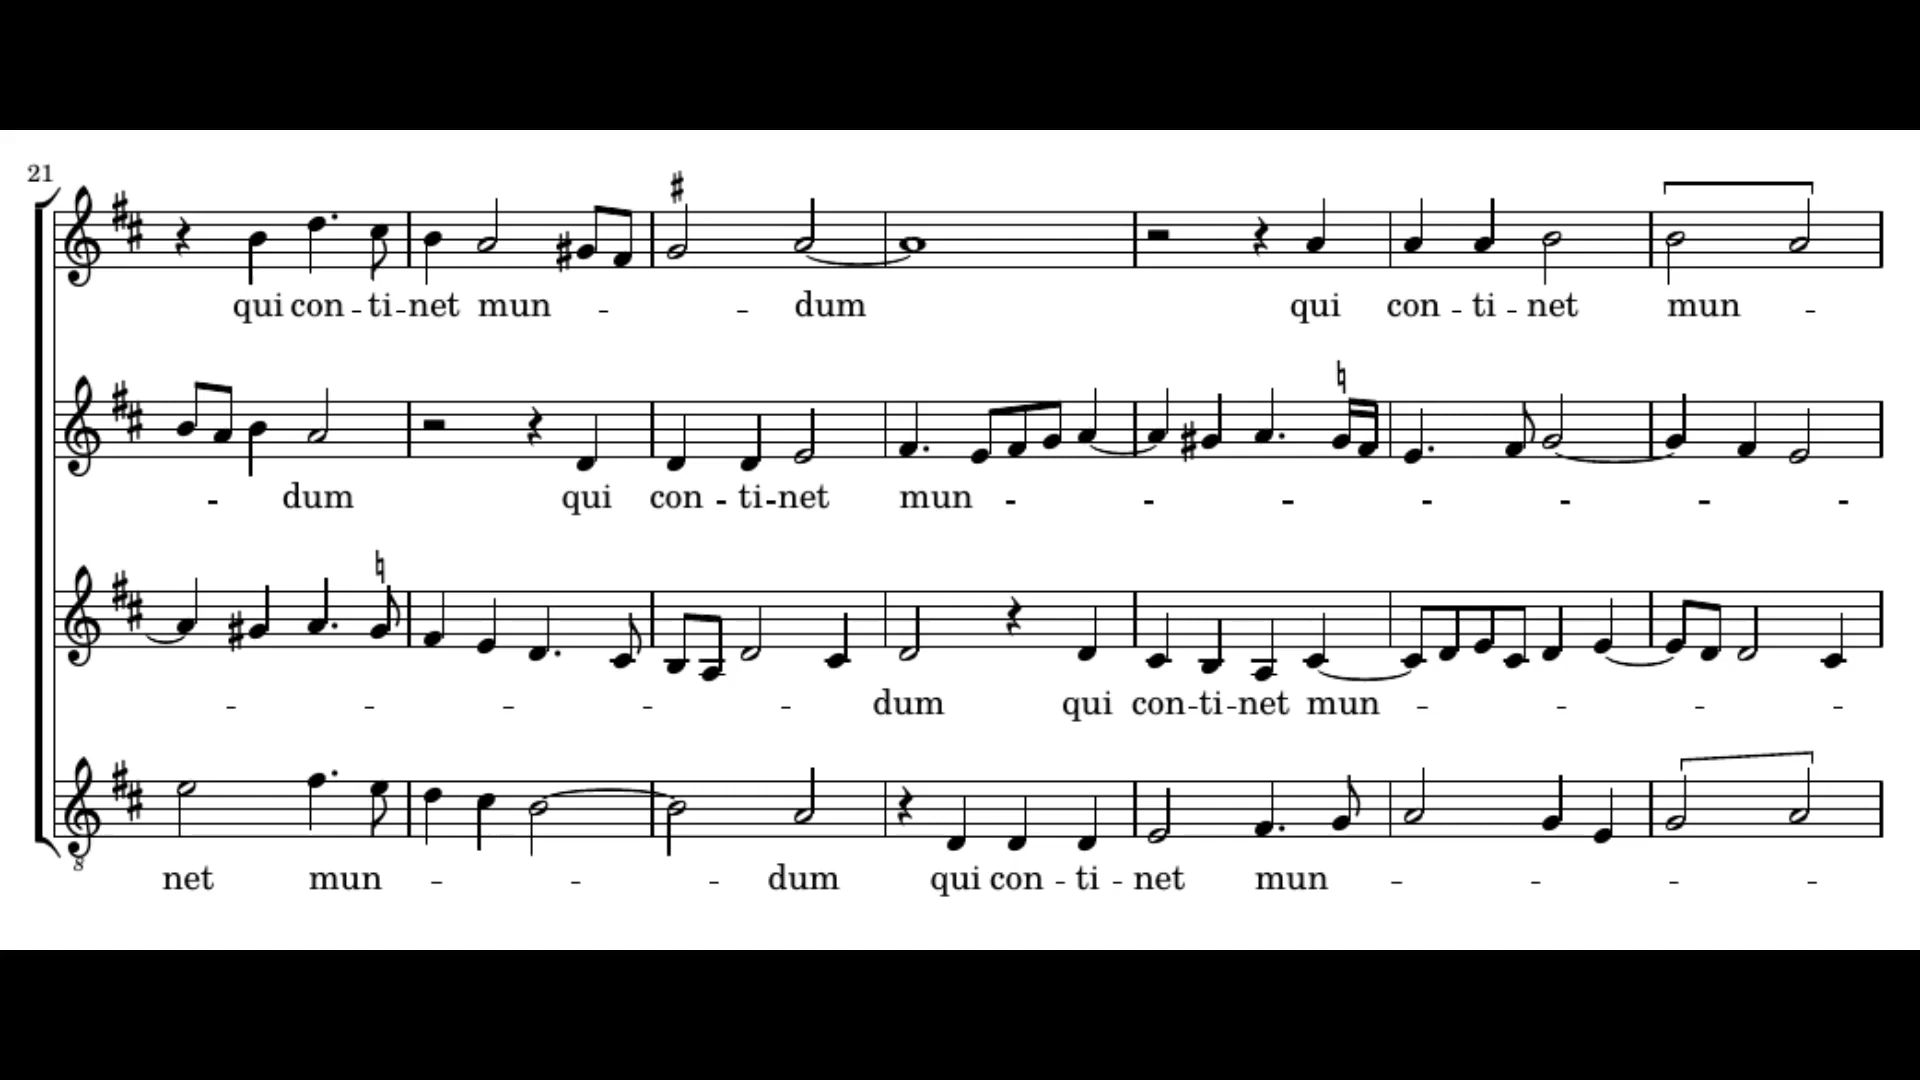 21
qui con - ti - net mun - - dum qui con - ti - net mun -
- dum qui con - ti - net mun - - - - - - -
- - - - - dum qui con - ti - net mun - - - -
8
net mun - - - dum qui con - ti - net mun - - - -